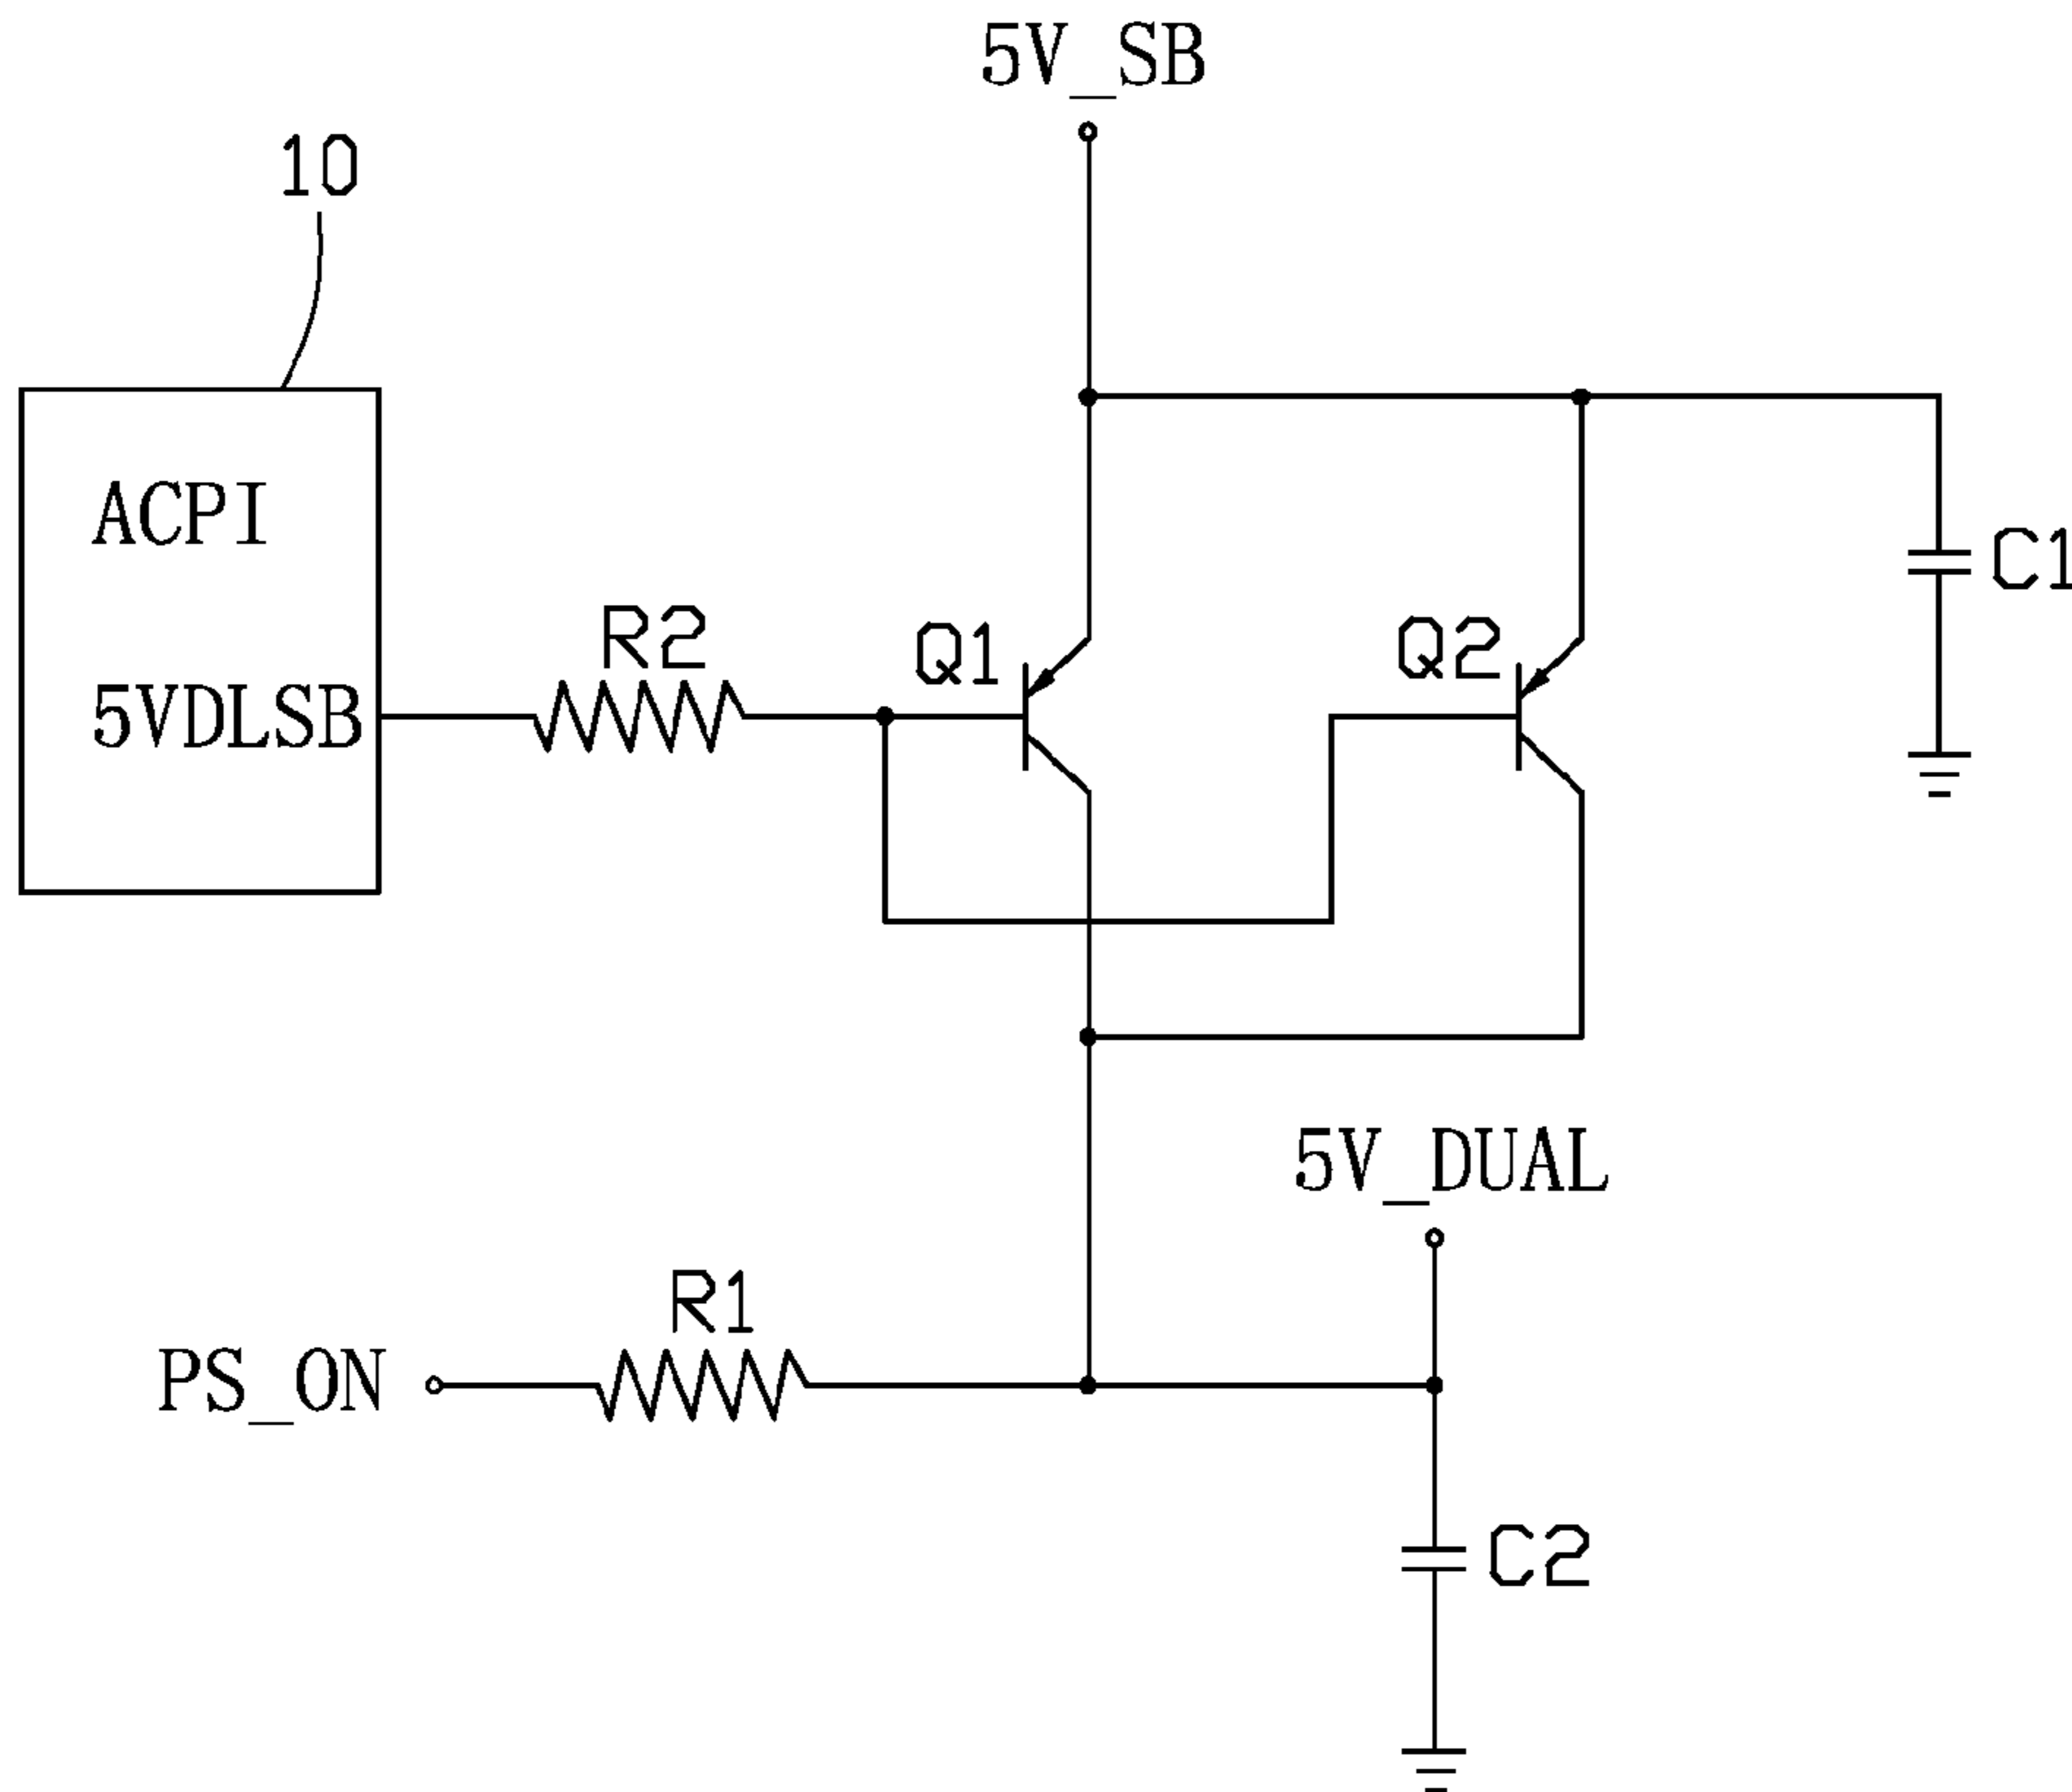 5V_SB
10
ACPI
C1
R2
Q1
Q2
5VDLSB
5V_DUAL
R1
PS_ON
C2